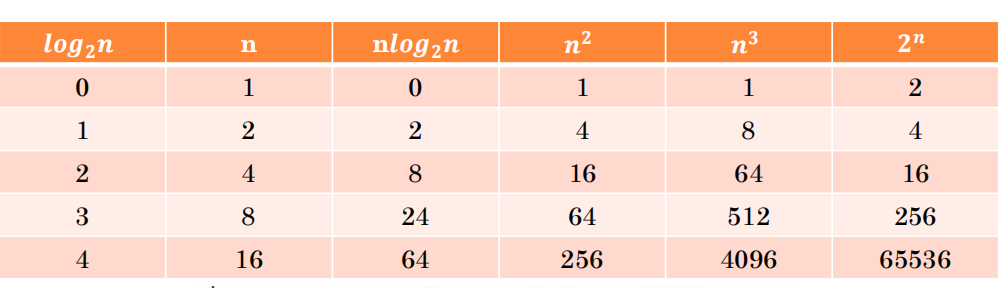 log₂n n nlog₂n n² n³ 2ⁿ
0 1 0 1 1 2
1 2 2 4 8 4
2 4 8 16 64 16
3 8 24 64 512 256
4 16 64 256 4096 65536